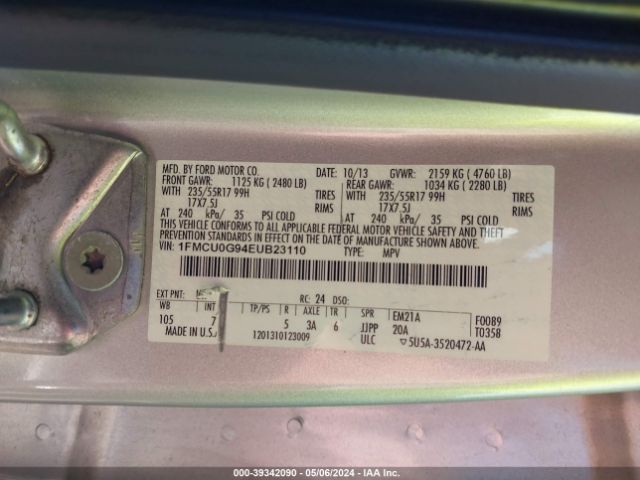 MFD. BY FORD MOTOR CO. 10/13 GVWR: 2159 KG ( 4760 LB)
FRONT GAWR: 1125 KG ( 2480 LB) REAR GAWR: 1034 KG ( 2280 LB)
WITH 235/55R17 99H TIRES WITH 235/55R17 99H TIRES
17X7.5J RIMS 17X7.5J RIMS
AT 240 kPa/ 35 PSI COLD AT 240 kPa/ 35 PSI COLD
THIS VEHICLE CONFORMS TO ALL APPLICABLE FEDERAL MOTOR VEHICLE SAFETY AND THEFT
PREVENTION STANDARDS IN EFFECT ON THE DATE OF MANUFACTURE SHOWN ABOVE.
VIN: 1FMCU0G94EUB23110 TYPE: MPV
EXT PNT: RC: 24 DSO:
WB INT TP/PS R AXLE TR SPR EM21A F0089
105 7 5 3A 6 JJPP 20A T0358
MADE IN U.S. 1201310123009 ULC ▽5U5A-3520472-AA
000-39342090 - 05/06/2024 - IAA Inc.